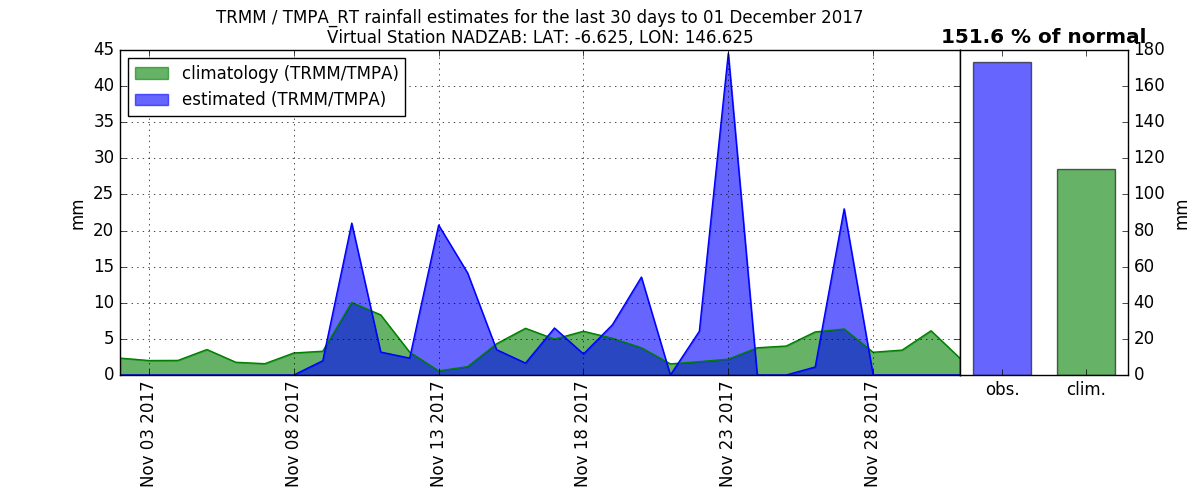 TRMM / TMPA_RT rainfall estimates for the last 30 days to 01 December 2017
Virtual Station NADZAB: LAT: -6.625, LON: 146.625
151.6 % of normal
climatology (TRMM/TMPA)
estimated (TRMM/TMPA)
45
40
35
30
25
20
15
10
5
0
mm
Nov 03 2017
Nov 08 2017
Nov 13 2017
Nov 18 2017
Nov 23 2017
Nov 28 2017
obs.
clim.
180
160
140
120
100
80
60
40
20
0
mm